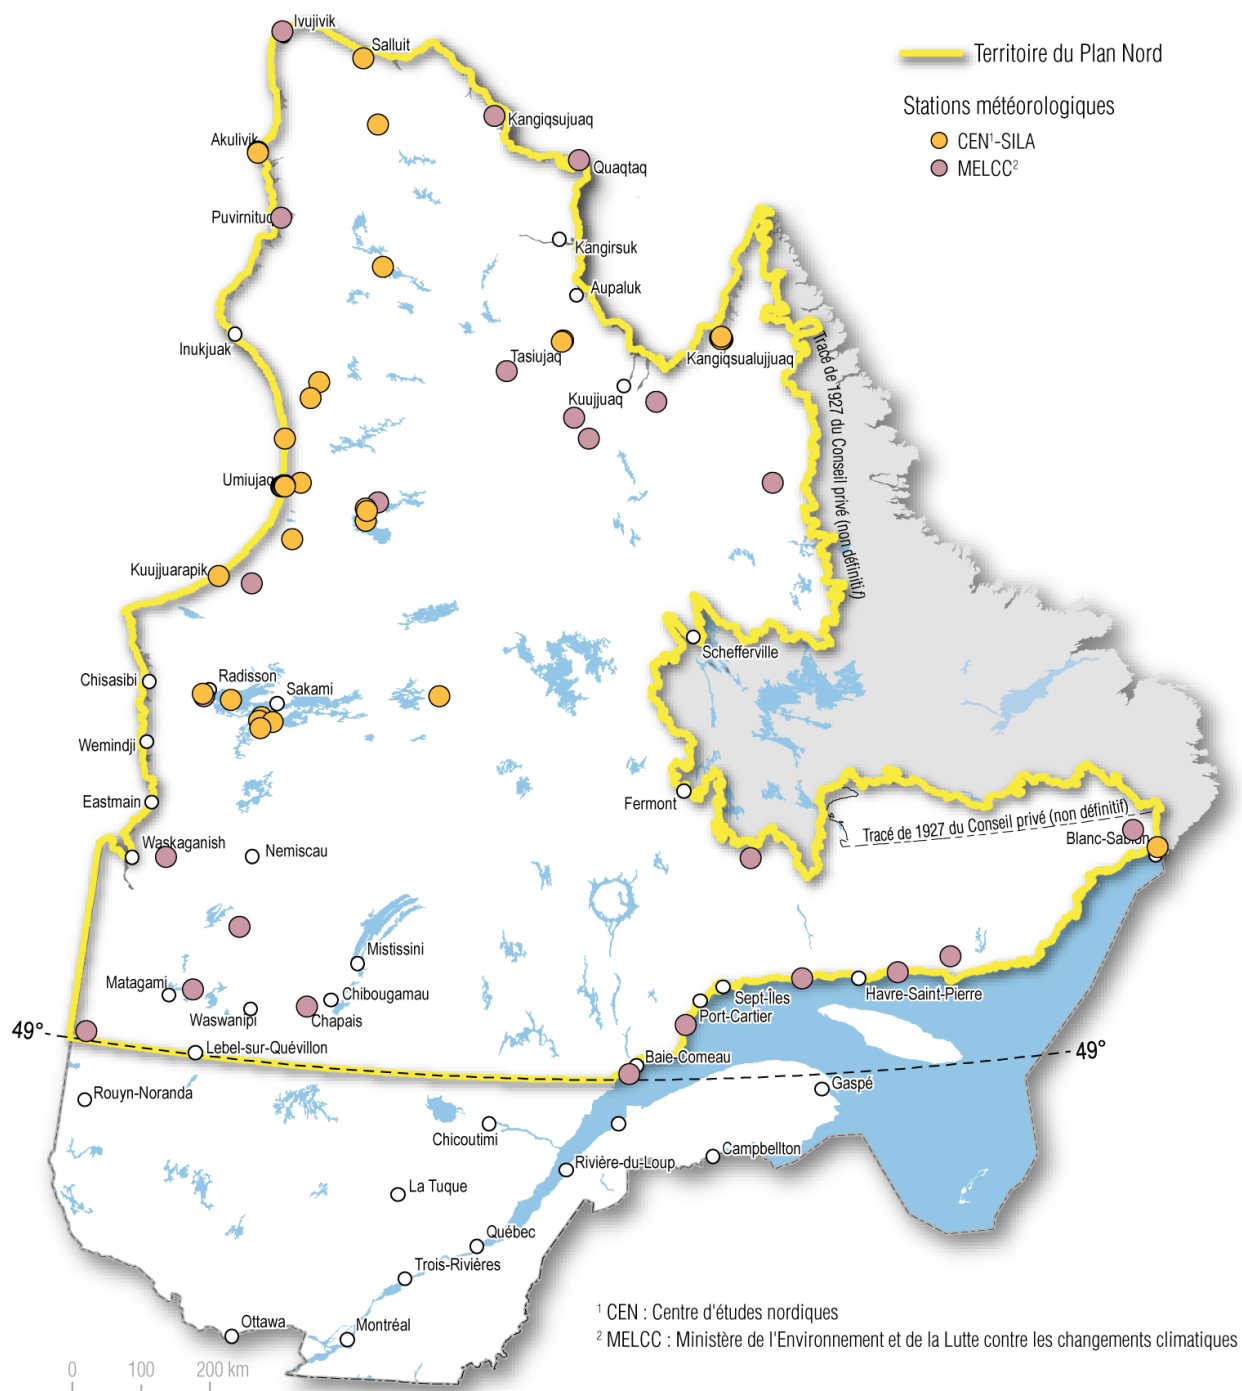 Ivujivik
Salluit
Territoire du Plan Nord
Stations météorologiques
CEN¹-SILA
MELCC²
Kangiqsujuaq
Akulivik
Quaqtaq
Puvirnituq
Kangirsuk
Aupaluk
Inukjuak
Tasiujaq
Kangiqsualujjuaq
Kuujjuaq
Tracé de 1927 du Conseil privé (non définitif)
Umiujaq
Kuujjuarapik
Schefferville
Chisasibi
Radisson
Sakami
Wemindji
Eastmain
Fermont
Tracé de 1927 du Conseil privé (non définitif)
Blanc-Sablon
Waskaganish
Nemiscau
Mistissini
Matagami
Chibougamau
Waswanipi
Chapais
Sept-Îles
Havre-Saint-Pierre
Port-Cartier
49°
Lebel-sur-Quévillon
Baie-Comeau
49°
Rouyn-Noranda
Gaspé
Chicoutimi
Campbellton
Rivière-du-Loup
La Tuque
Québec
Trois-Rivières
Ottawa
Montréal
¹ CEN : Centre d'études nordiques
² MELCC : Ministère de l'Environnement et de la Lutte contre les changements climatiques
0 100 200 km